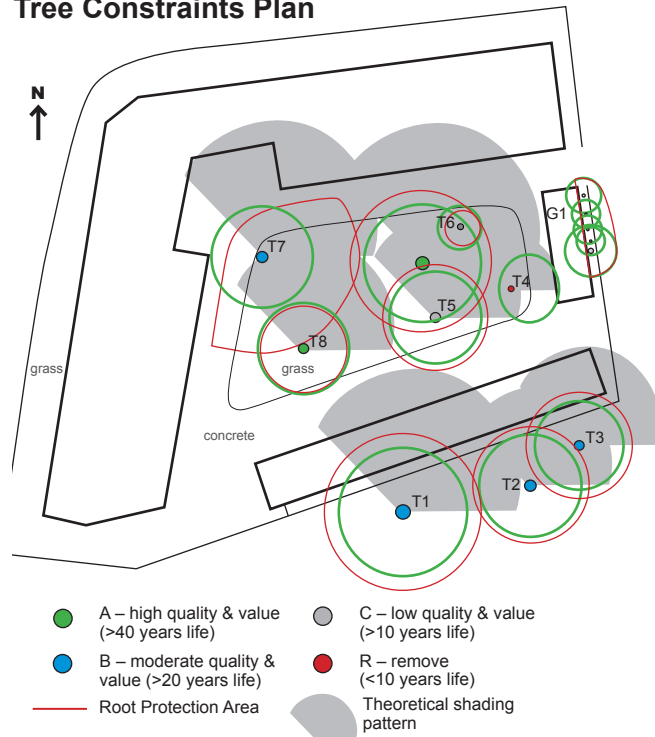 Tree Constraints Plan
N
G1
T6
T7
T4
T5
T8
grass
grass
concrete
T3
T2
T1
A – high quality & value
(>40 years life)
C – low quality & value
(>10 years life)
B – moderate quality &
value (>20 years life)
R – remove
(<10 years life)
Root Protection Area
Theoretical shading
pattern